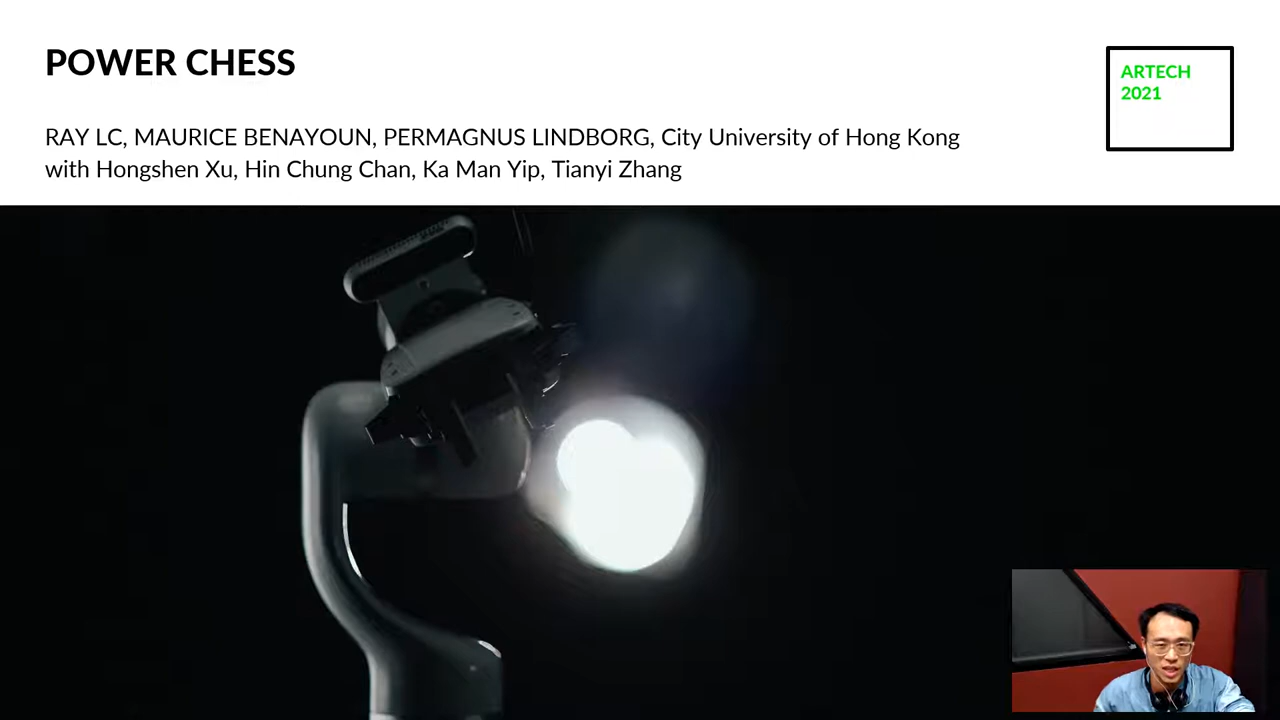 POWER CHESS
ARTECH
2021
RAY LC, MAURICE BENAYOUN, PERMAGNUS LINDBORG, City University of Hong Kong
with Hongshen Xu, Hin Chung Chan, Ka Man Yip, Tianyi Zhang